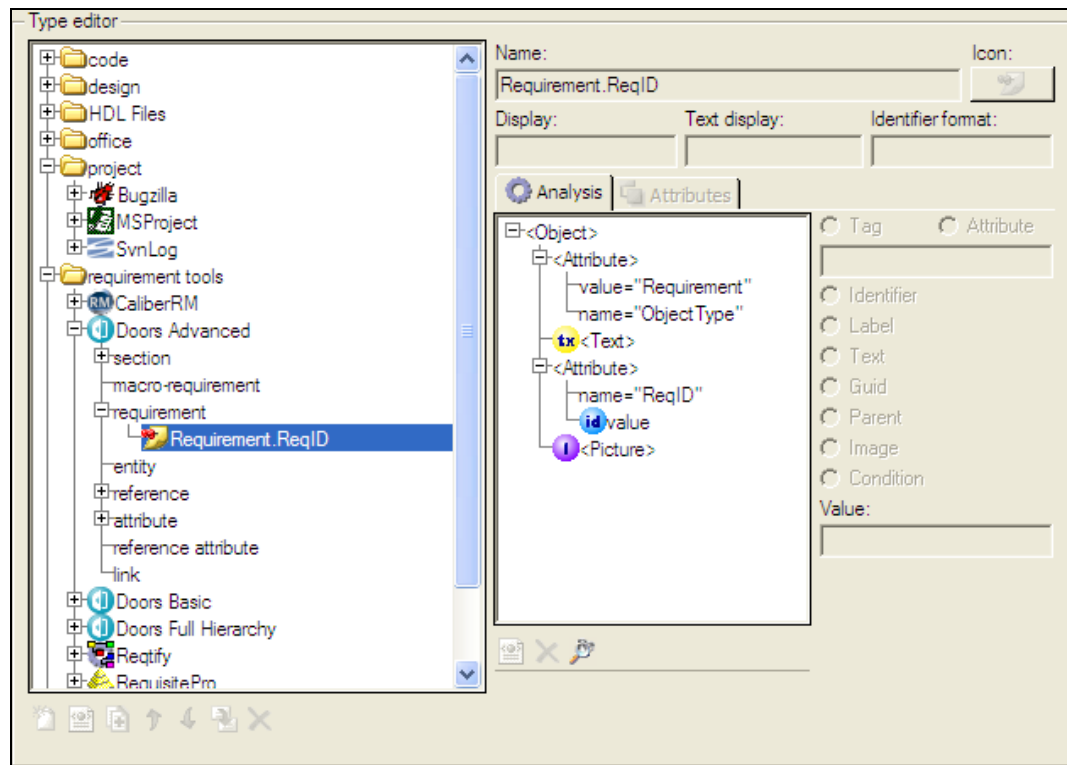 Type editor
code
design
HDL Files
office
project
Bugzilla
MSProject
SvnLog
requirement tools
RM CaliberRM
Doors Advanced
section
macro-requirement
requirement
Requirement.ReqID
entity
reference
attribute
reference attribute
link
Doors Basic
Doors Full Hierarchy
Reqtify
RequisitePro
Name:
Icon:
Requirement.ReqID
Display:
Text display:
Identifier format:
Analysis
Attributes
<Object>
<Attribute>
value="Requirement"
name="ObjectType"
tx <Text>
<Attribute>
name="ReqID"
id value
I <Picture>
Tag
Attribute
Identifier
Label
Text
Guid
Parent
Image
Condition
Value: